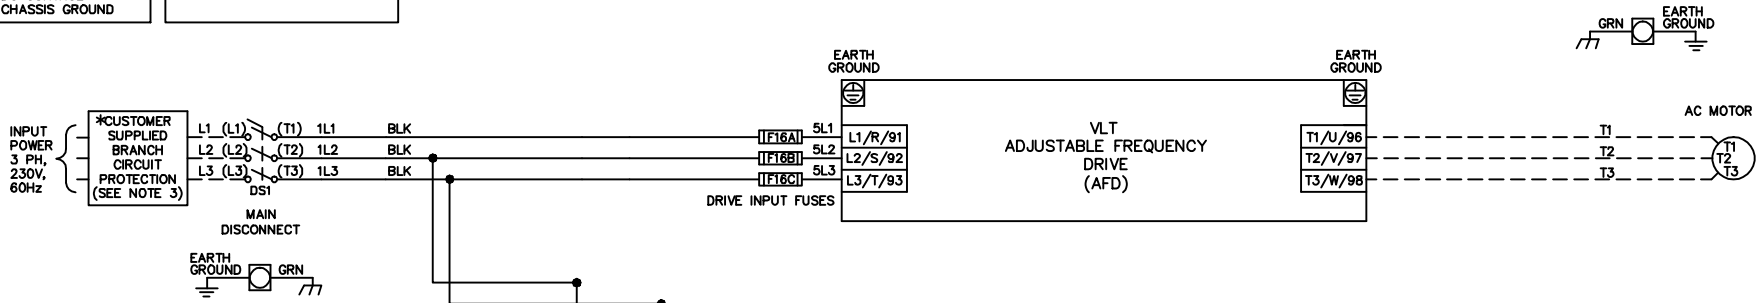 CHASSIS GROUND
GRN
EARTH
GROUND
EARTH
GROUND
EARTH
GROUND
AC MOTOR
INPUT
POWER
3 PH,
230V,
60Hz
*CUSTOMER
SUPPLIED
BRANCH
CIRCUIT
PROTECTION
(SEE NOTE 3)
L1 (L1) (T1) 1L1 BLK F16A 5L1 L1/R/91
L2 (L2) (T2) 1L2 BLK F16B 5L2 L2/S/92
L3 (L3) (T3) 1L3 BLK F16C 5L3 L3/T/93
DS1
MAIN
DISCONNECT
DRIVE INPUT FUSES
VLT
ADJUSTABLE FREQUENCY
DRIVE
(AFD)
T1/U/96 T1 T1
T2/V/97 T2 T2
T3/W/98 T3 T3
EARTH
GROUND GRN